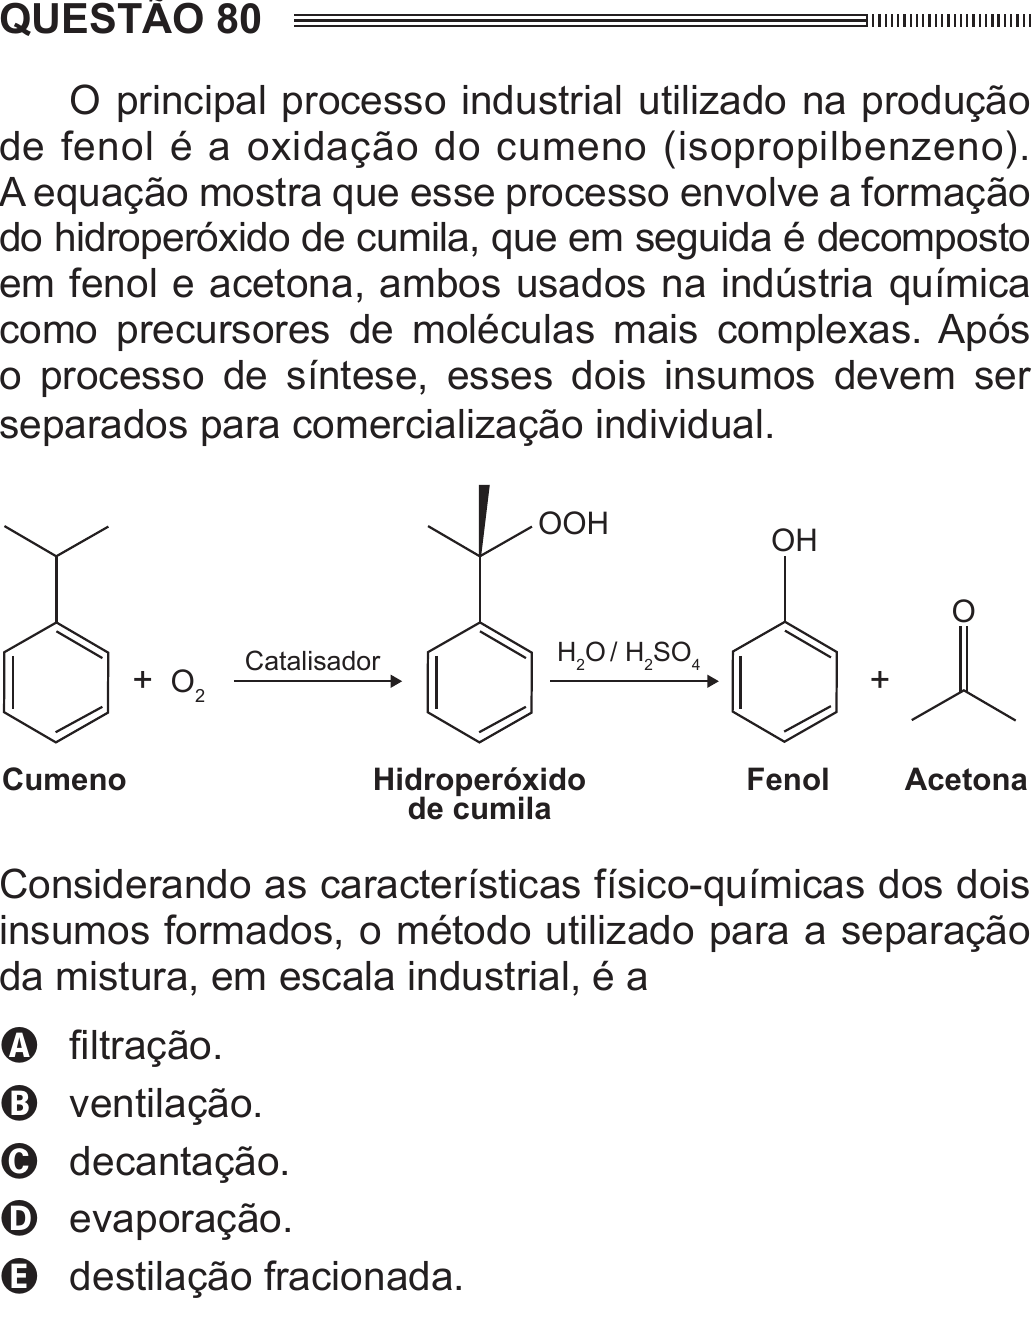 QUESTÃO 80
O principal processo industrial utilizado na produção
de fenol é a oxidação do cumeno (isopropilbenzeno).
A equação mostra que esse processo envolve a formação
do hidroperóxido de cumila, que em seguida é decomposto
em fenol e acetona, ambos usados na indústria química
como precursores de moléculas mais complexas. Após
o processo de síntese, esses dois insumos devem ser
separados para comercialização individual.
OOH
OH
O
+ O2 Catalisador H2O / H2SO4 +
Cumeno Hidroperóxido de cumila Fenol Acetona
Considerando as características físico-químicas dos dois
insumos formados, o método utilizado para a separação
da mistura, em escala industrial, é a
A filtração.
B ventilação.
C decantação.
D evaporação.
E destilação fracionada.